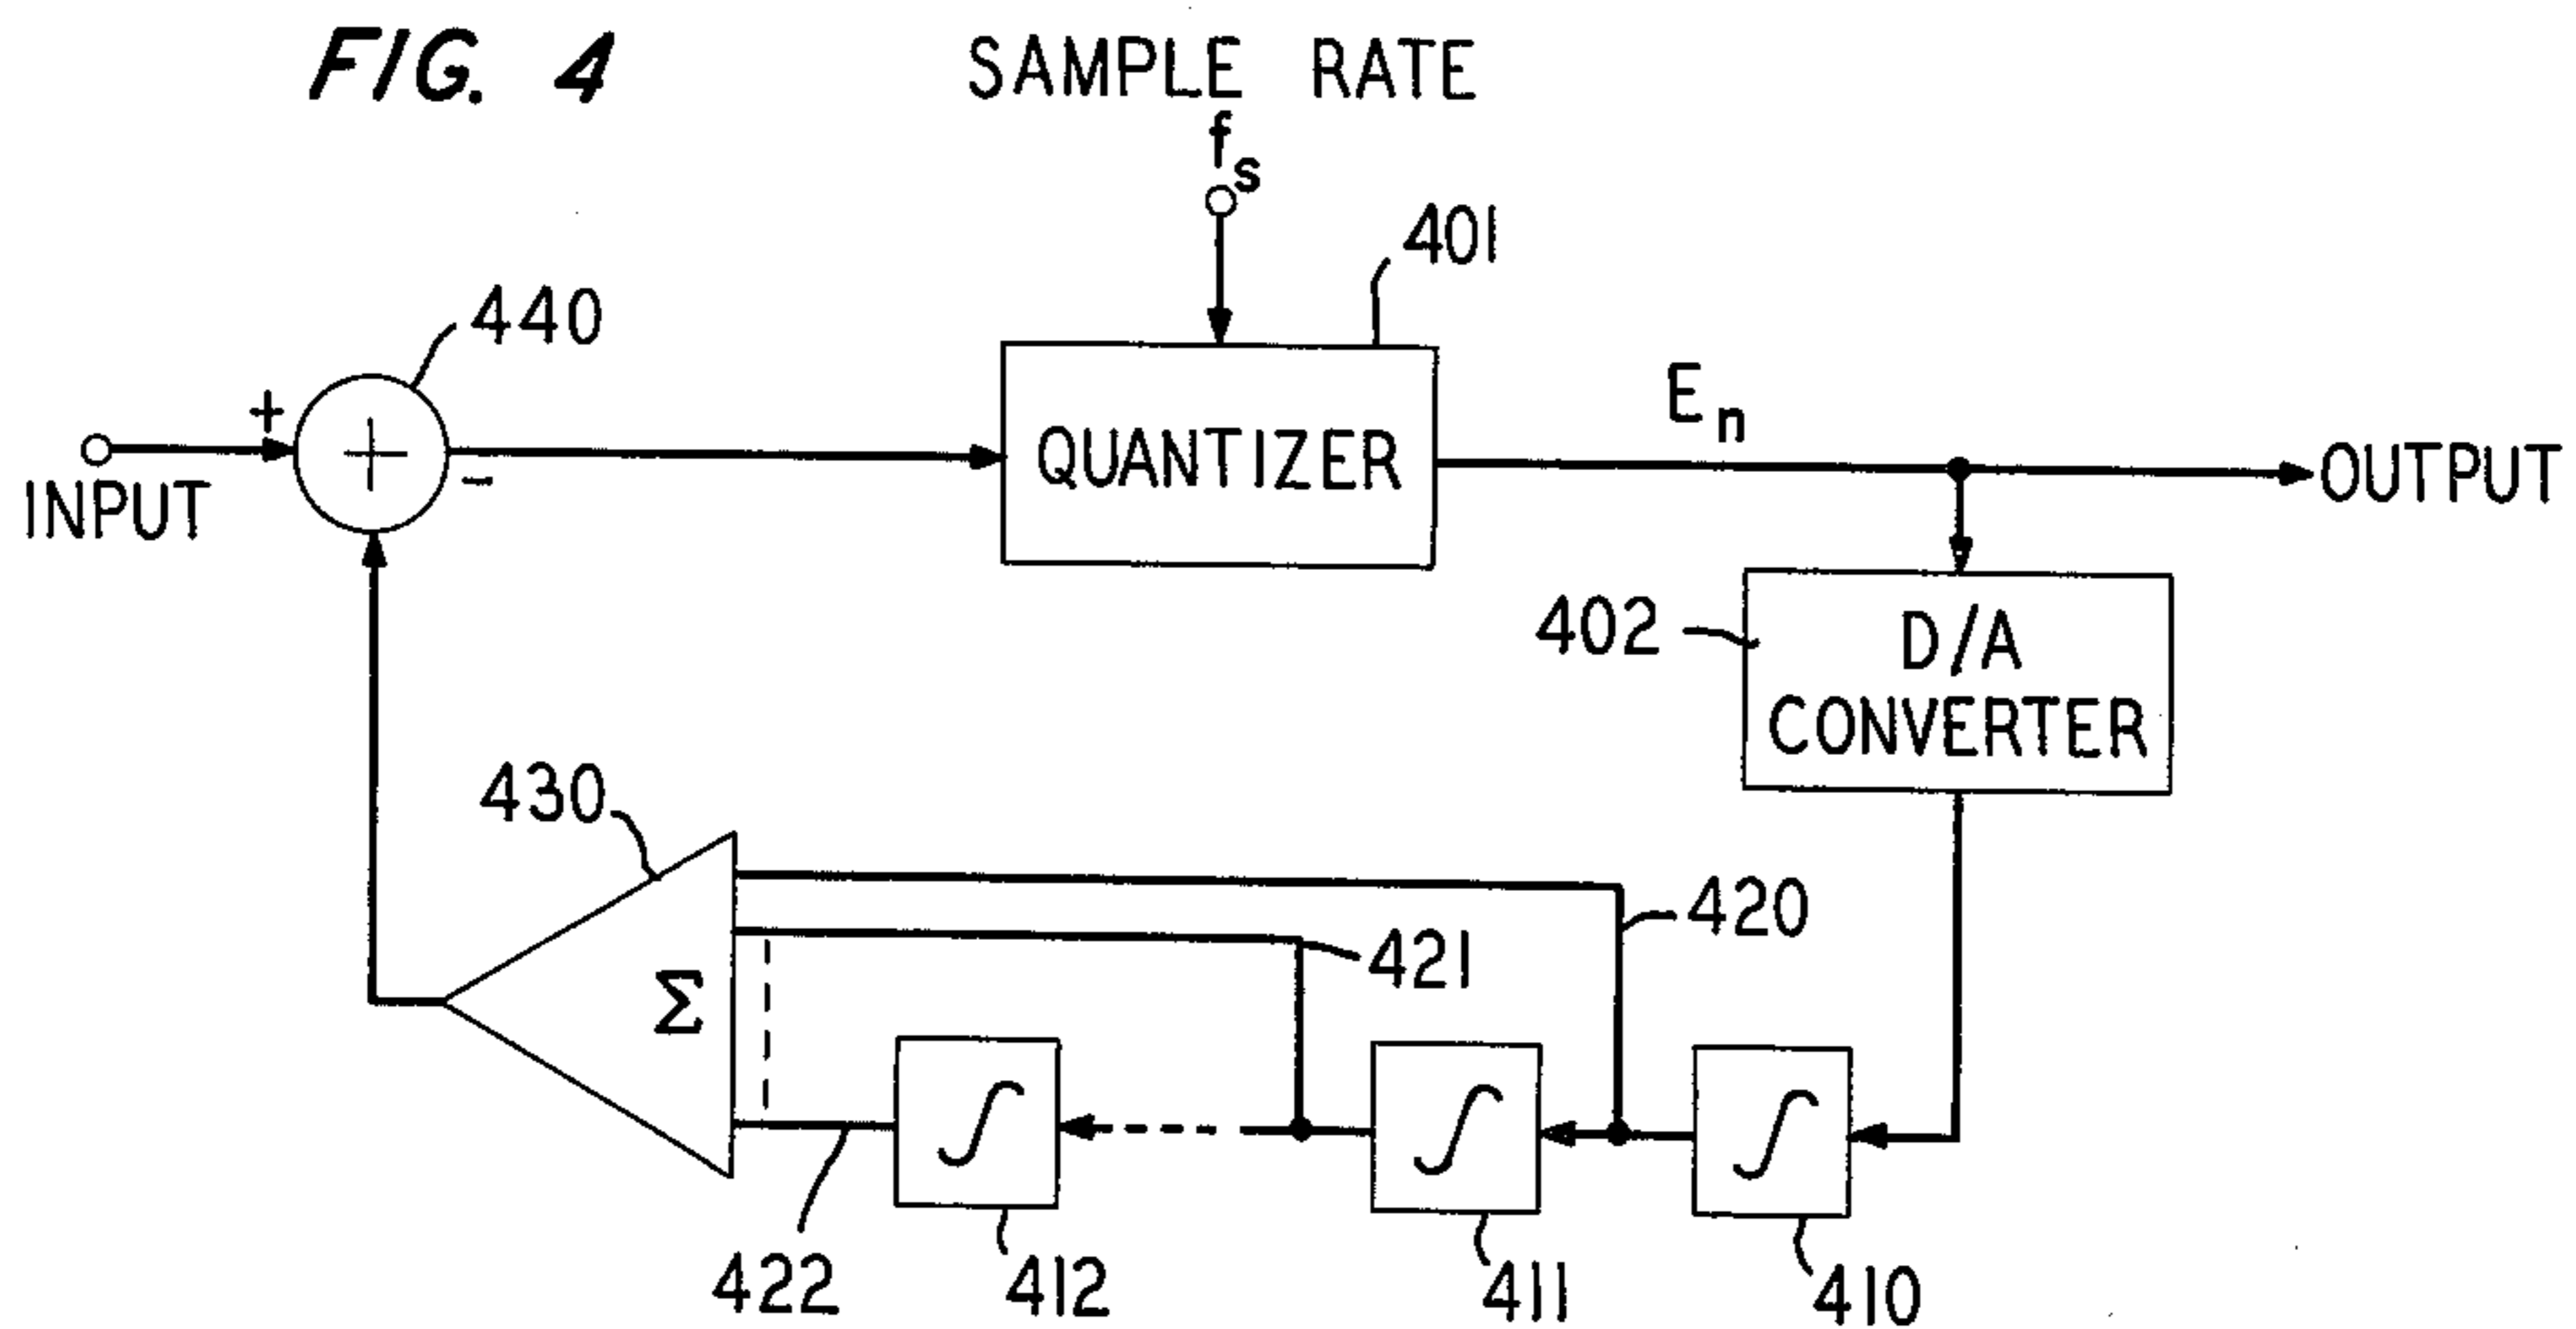 FIG. 4
SAMPLE RATE
fs
401
440
+
+
-
INPUT
QUANTIZER
En
OUTPUT
402
D/A
CONVERTER
430
420
421
Σ
∫
∫
∫
422
412
411
410